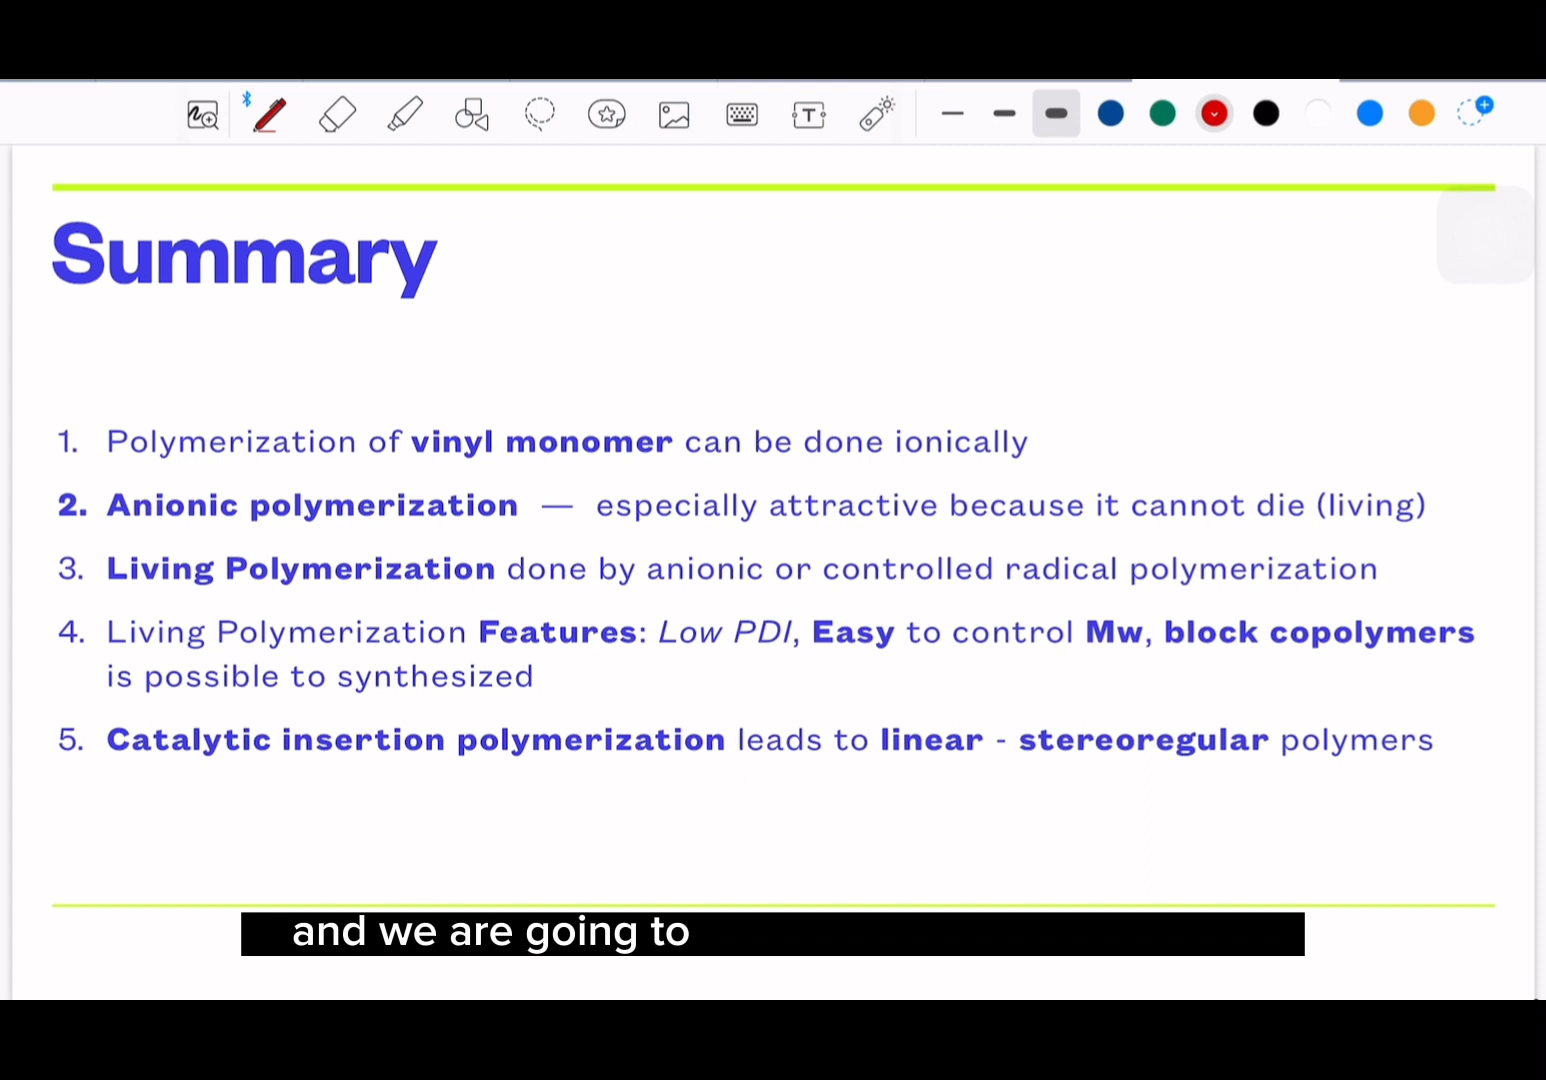 Summary
1. Polymerization of vinyl monomer can be done ionically
2. Anionic polymerization — especially attractive because it cannot die (living)
3. Living Polymerization done by anionic or controlled radical polymerization
4. Living Polymerization Features: Low PDI, Easy to control Mw, block copolymers
is possible to synthesized
5. Catalytic insertion polymerization leads to linear - stereoregular polymers
and we are going to